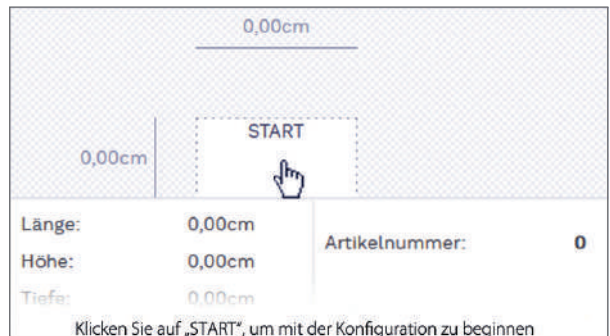 0,00cm
START
0,00cm
Länge: 0,00cm
Artikelnummer: 0
Höhe: 0,00cm
Tiefe: 0,00cm
Klicken Sie auf „START“, um mit der Konfiguration zu beginnen